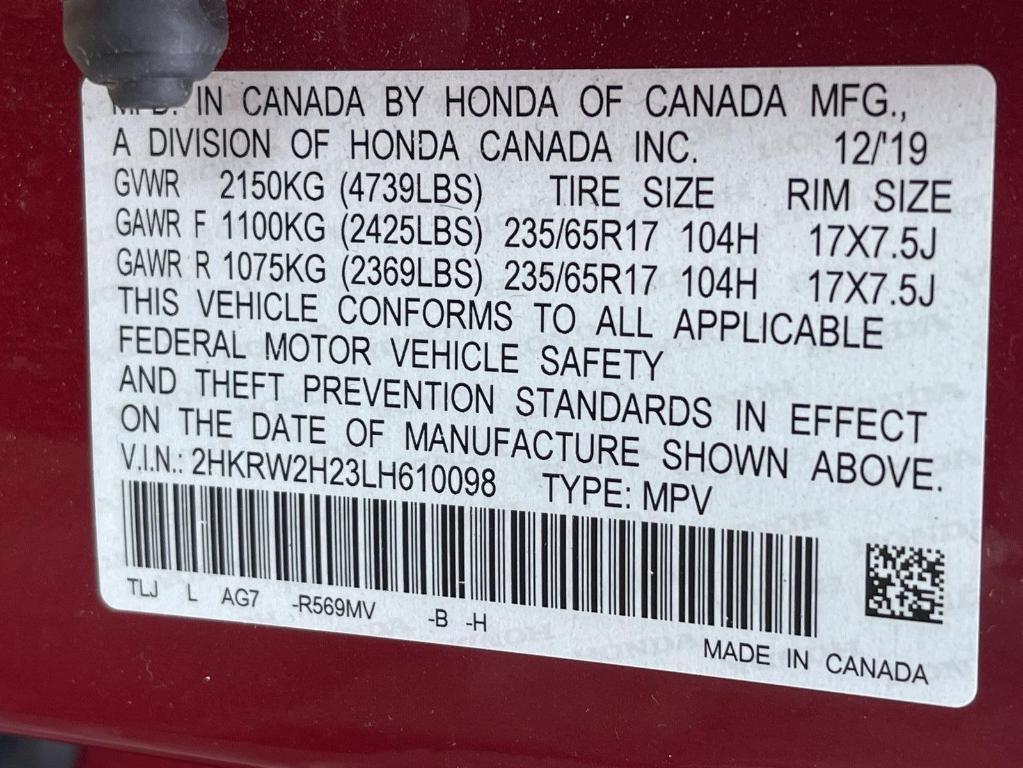 MFD. IN CANADA BY HONDA OF CANADA MFG.,
A DIVISION OF HONDA CANADA INC. 12/'19
GVWR 2150KG (4739LBS) TIRE SIZE RIM SIZE
GAWR F 1100KG (2425LBS) 235/65R17 104H 17X7.5J
GAWR R 1075KG (2369LBS) 235/65R17 104H 17X7.5J
THIS VEHICLE CONFORMS TO ALL APPLICABLE
FEDERAL MOTOR VEHICLE SAFETY
AND THEFT PREVENTION STANDARDS IN EFFECT
ON THE DATE OF MANUFACTURE SHOWN ABOVE.
V.I.N.: 2HKRW2H23LH610098 TYPE: MPV
TLJ L AG7 -R569MV -B -H
MADE IN CANADA